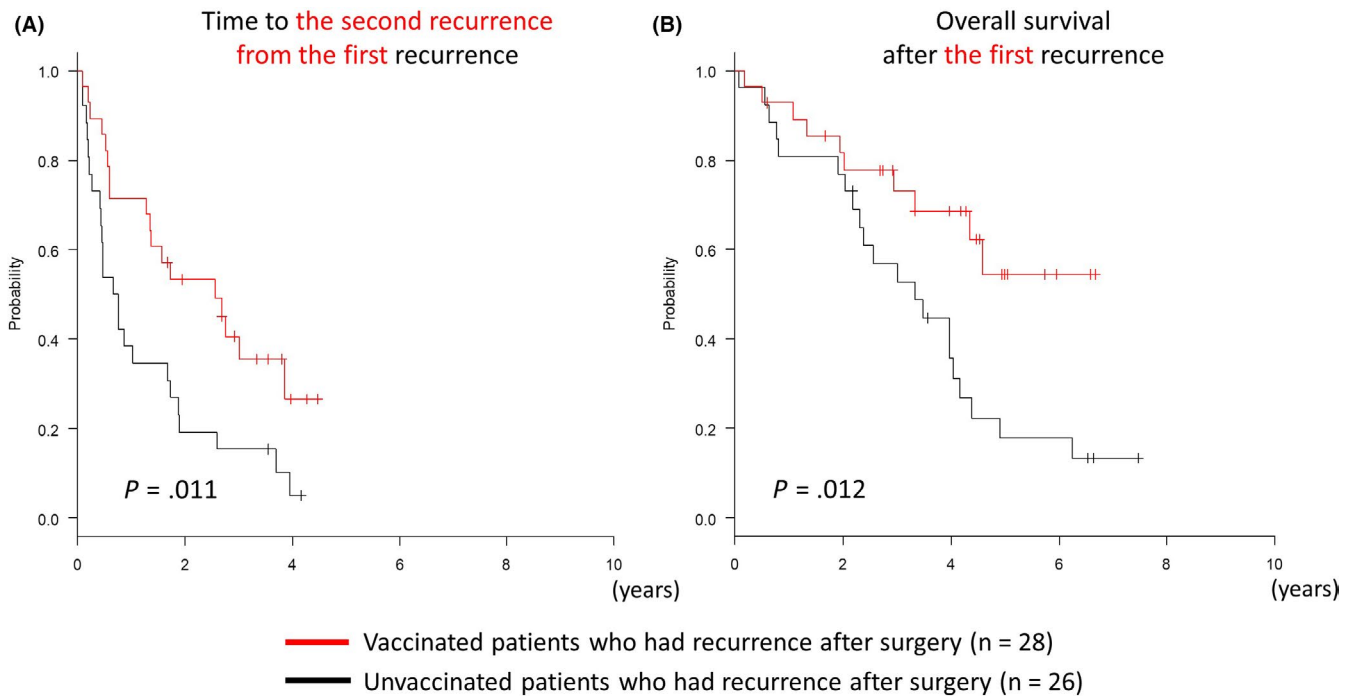 (A)
Time to the second recurrence
from the first recurrence
1.0
0.8
0.6
0.4
0.2
0.0
Probability
P = .011
0 2 4 6 8 10
(years)
(B)
Overall survival
after the first recurrence
1.0
0.8
0.6
0.4
0.2
0.0
Probability
P = .012
0 2 4 6 8 10
(years)
Vaccinated patients who had recurrence after surgery (n = 28)
Unvaccinated patients who had recurrence after surgery (n = 26)